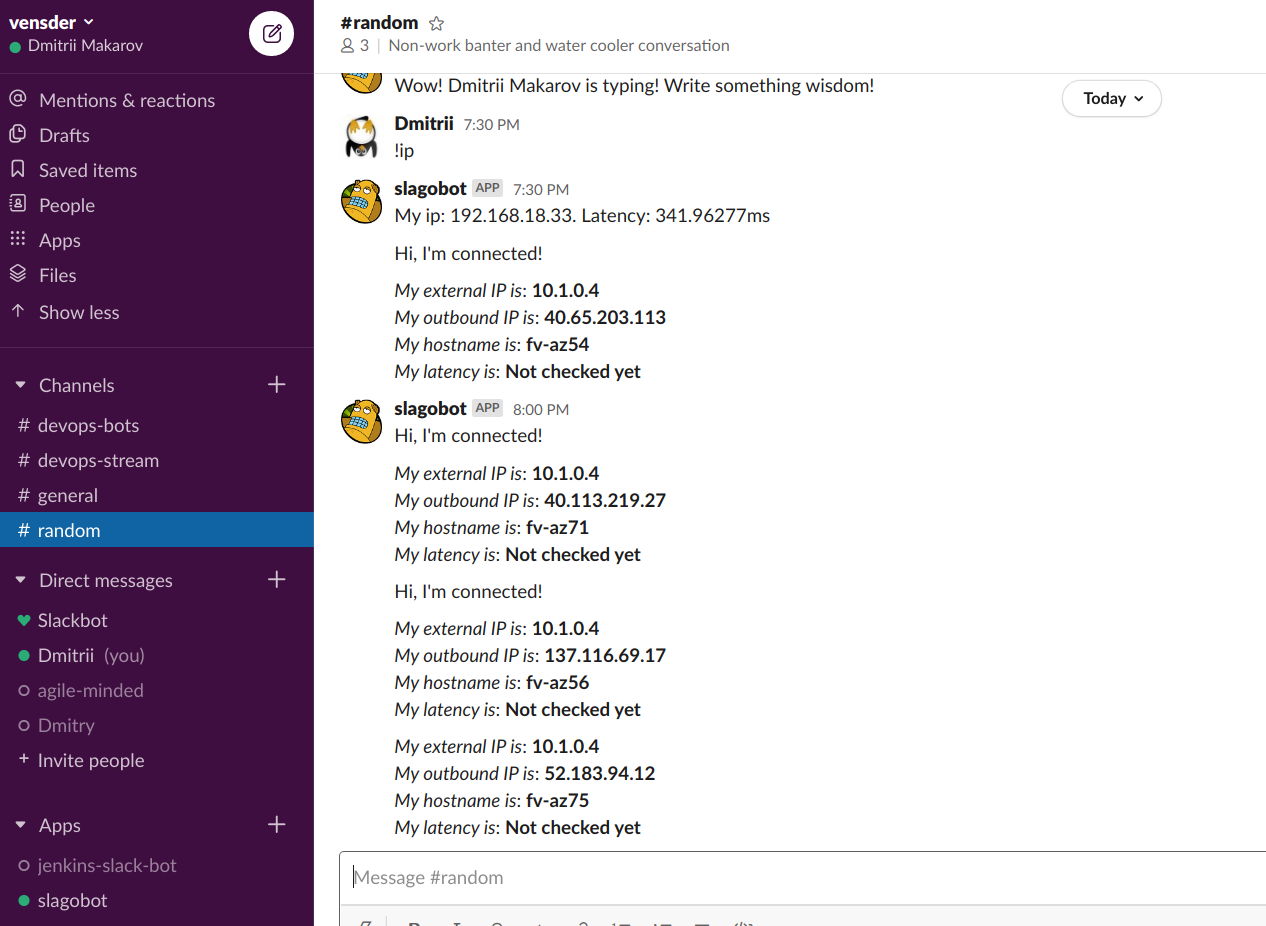 vensder
Dmitrii Makarov
Mentions & reactions
Drafts
Saved items
People
Apps
Files
Show less
Channels
# devops-bots
# devops-stream
# general
# random
Direct messages
Slackbot
Dmitrii (you)
agile-minded
Dmitry
+ Invite people
Apps
jenkins-slack-bot
slagobot
#random
3 | Non-work banter and water cooler conversation
Today
Wow! Dmitrii Makarov is typing! Write something wisdom!
Dmitrii 7:30 PM
!ip
slagobot APP 7:30 PM
My ip: 192.168.18.33. Latency: 341.96277ms
Hi, I'm connected!
My external IP is: 10.1.0.4
My outbound IP is: 40.65.203.113
My hostname is: fv-az54
My latency is: Not checked yet
slagobot APP 8:00 PM
Hi, I'm connected!
My external IP is: 10.1.0.4
My outbound IP is: 40.113.219.27
My hostname is: fv-az71
My latency is: Not checked yet
Hi, I'm connected!
My external IP is: 10.1.0.4
My outbound IP is: 137.116.69.17
My hostname is: fv-az56
My latency is: Not checked yet
My external IP is: 10.1.0.4
My outbound IP is: 52.183.94.12
My hostname is: fv-az75
My latency is: Not checked yet
Message #random